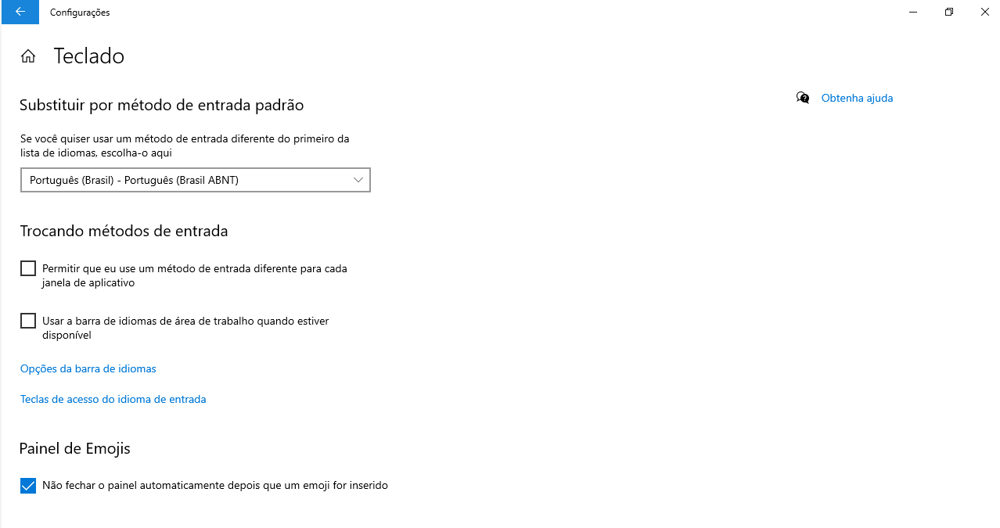 Configurações
Teclado
Substituir por método de entrada padrão
Obtenha ajuda
Se você quiser usar um método de entrada diferente do primeiro da
lista de idiomas, escolha-o aqui
Português (Brasil) - Português (Brasil ABNT)
Trocando métodos de entrada
Permitir que eu use um método de entrada diferente para cada
janela de aplicativo
Usar a barra de idiomas de área de trabalho quando estiver
disponível
Opções da barra de idiomas
Teclas de acesso do idioma de entrada
Painel de Emojis
Não fechar o painel automaticamente depois que um emoji for inserido